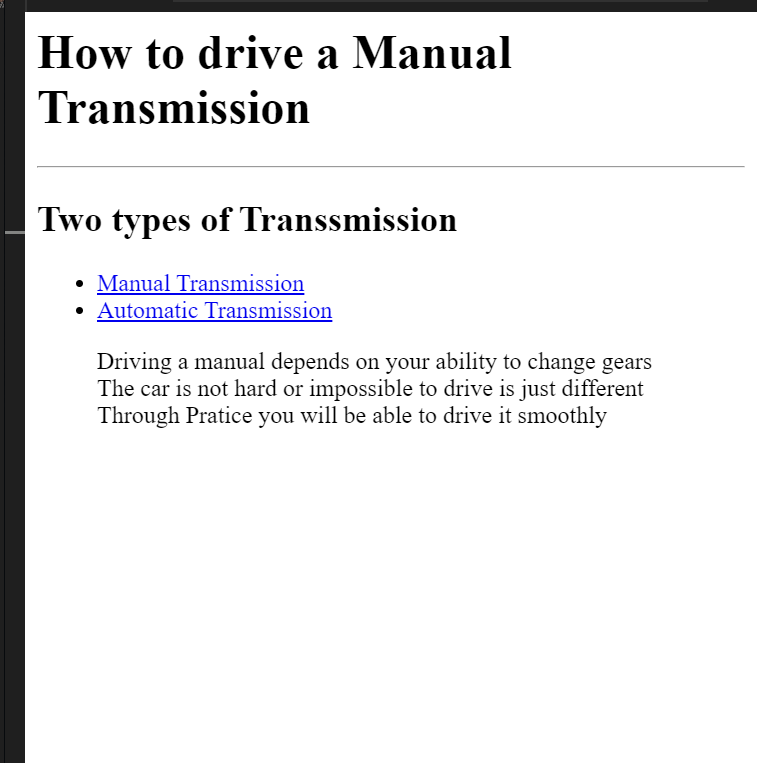 How to drive a Manual
Transmission
Two types of Transsmission
Manual Transmission
Automatic Transmission
Driving a manual depends on your ability to change gears
The car is not hard or impossible to drive is just different
Through Pratice you will be able to drive it smoothly